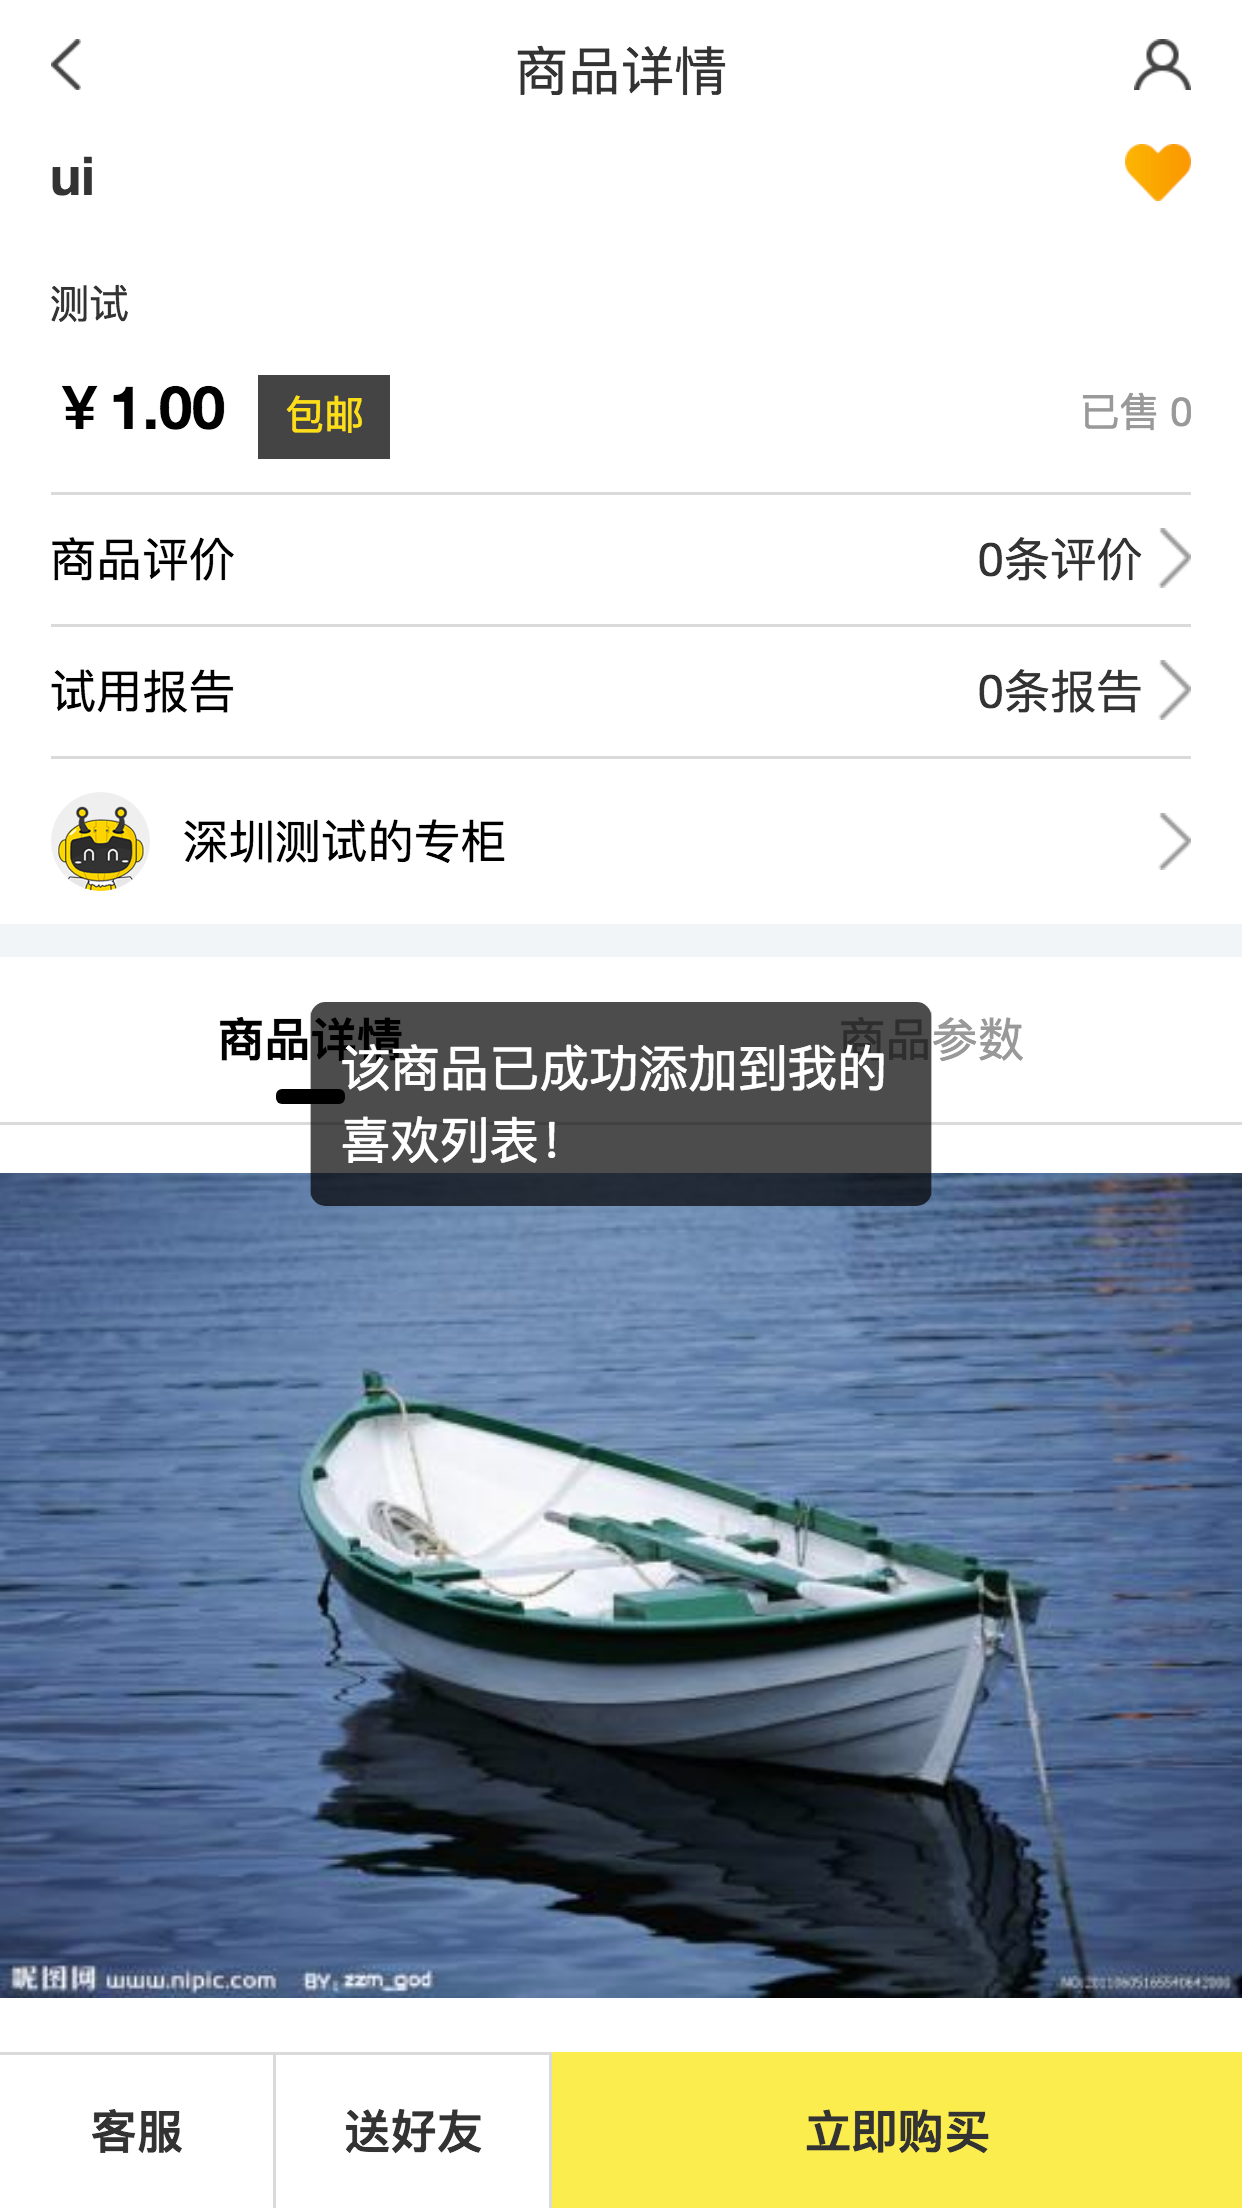 商品详情
ui
测试
¥ 1.00 包邮 已售 0
商品评价 0条评价
试用报告 0条报告
深圳测试的专柜
商品详情 商品参数
该商品已成功添加到我的
喜欢列表！
昵图网 www.nipic.com BY: zzm_god
客服 送好友 立即购买